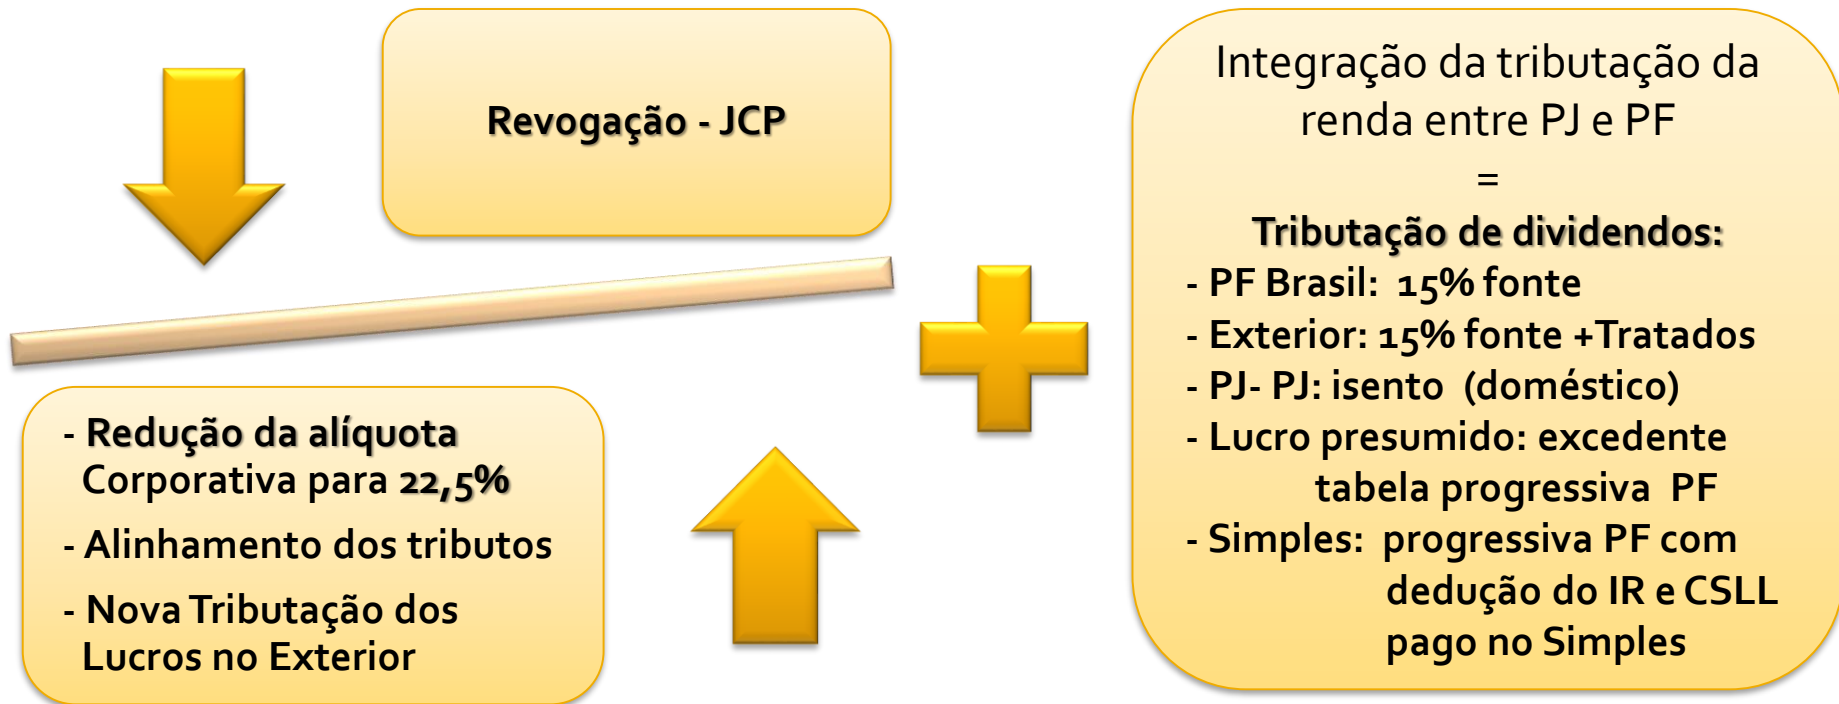 Revogação - JCP
- Redução da alíquota
Corporativa para 22,5%
- Alinhamento dos tributos
- Nova Tributação dos
Lucros no Exterior
Integração da tributação da
renda entre PJ e PF
=
Tributação de dividendos:
- PF Brasil: 15% fonte
- Exterior: 15% fonte +Tratados
- PJ- PJ: isento (doméstico)
- Lucro presumido: excedente
tabela progressiva PF
- Simples: progressiva PF com
dedução do IR e CSLL
pago no Simples